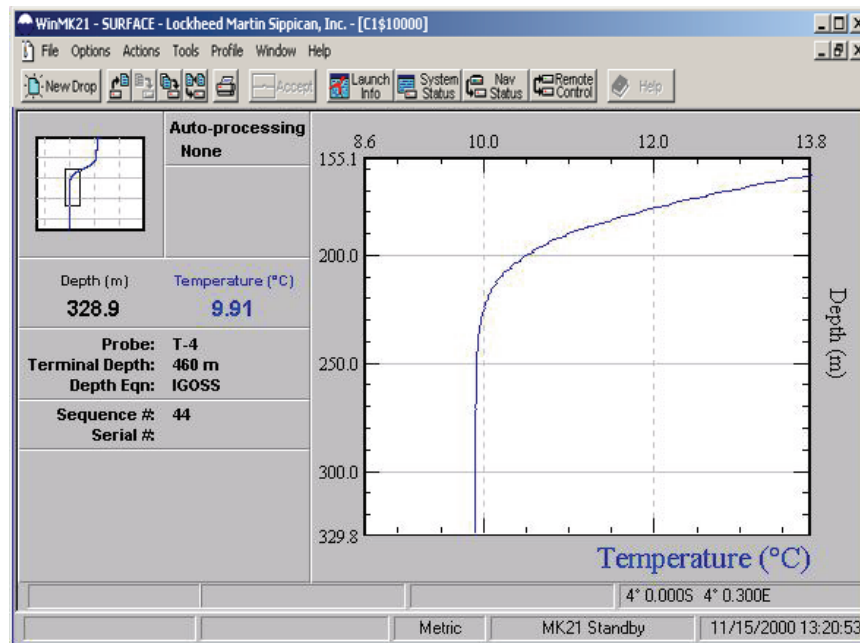 WinMK21 - SURFACE - Lockheed Martin Sippican, Inc. - [C1$10000]
File Options Actions Tools Profile Window Help
New Drop Accept Launch Info System Status Nav Status Remote Control Help
Auto-processing
None
Depth (m) Temperature (°C)
328.9 9.91
Probe: T-4
Terminal Depth: 460 m
Depth Eqn: IGOSS
Sequence #: 44
Serial #:
8.6 10.0 12.0 13.8
155.1
200.0
250.0
300.0
329.8
Depth (m)
Temperature (°C)
4° 0.000S 4° 0.300E
Metric MK21 Standby 11/15/2000 13:20:53